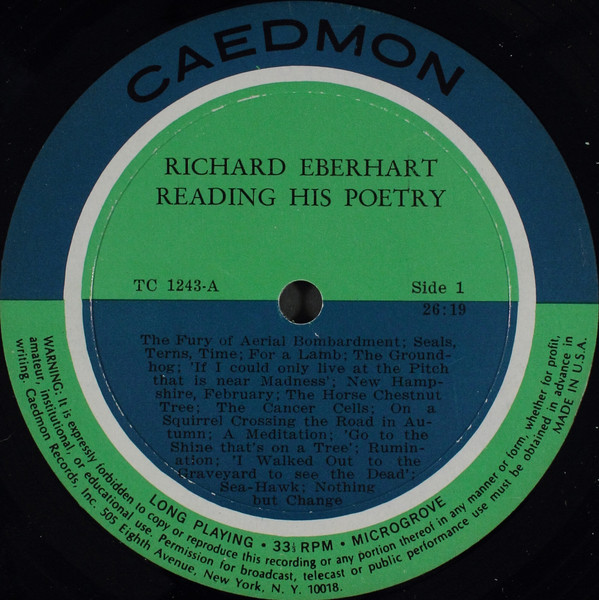 CAEDMON
RICHARD EBERHART
READING HIS POETRY
TC 1243-A
Side 1
26:19
The Fury of Aerial Bombardment; Seals,
Terns, Time; For a Lamb; The Ground-
hog; 'If I could only live at the Pitch
that is near Madness'; New Hamp-
shire, February; The Horse Chestnut
Tree; The Cancer Cells; On a
Squirrel Crossing the Road in Au-
tumn; A Meditation; 'Go to the
Shine that's on a Tree'; Rumin-
ation; 'I Walked Out to the
Graveyard to see the Dead';
Sea-Hawk; Nothing
but Change
LONG PLAYING • 33⅓ RPM • MICROGROVE
WARNING: It is expressly forbidden to copy or reproduce this recording or any portion thereof in any manner or form, whether for profit,
amateur, institutional, or educational use. Permission for broadcast, telecast or public performance use must be obtained in advance in
writing. Caedmon Records, Inc. 505 Eighth Avenue, New York, N. Y. 10018.
MADE IN U.S.A.